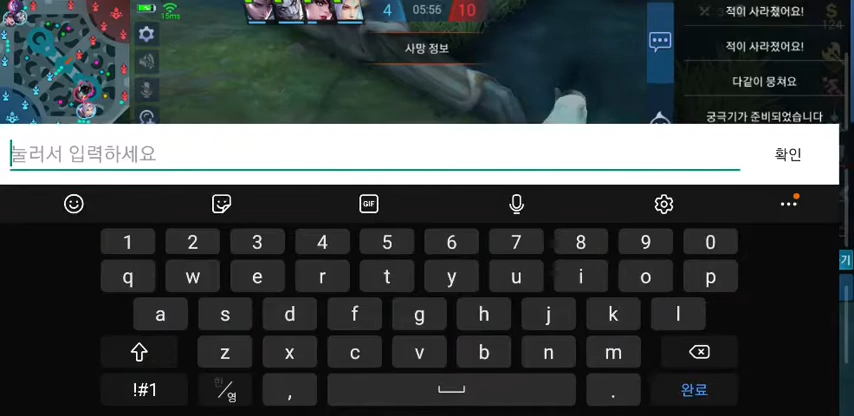 15ms
4 05:56 10
사망 정보
적이 사라졌어요!
적이 사라졌어요!
다같이 뭉쳐요
궁극기가 준비되었습니다
124
눌러서 입력하세요
확인
GIF
1 2 3 4 5 6 7 8 9 0
q w e r t y u i o p
a s d f g h j k l
z x c v b n m
!#1 한/영 , . 완료
기